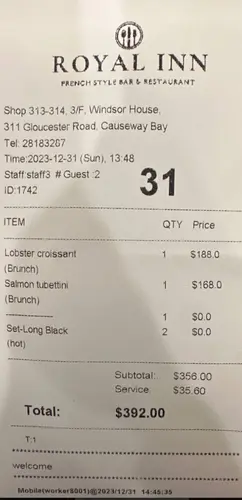 ROYAL INN
FRENCH STYLE BAR & RESTAURANT
Shop 313-314, 3/F, Windsor House,
311 Gloucester Road, Causeway Bay
Tel: 28183267
Time:2023-12-31 (Sun), 13:48
Staff:staff3 # Guest :2
ID:1742
31
ITEM QTY Price
Lobster croissant 1 $188.0
(Brunch)
Salmon tubettini 1 $168.0
(Brunch)
------------- 1 $0.0
Set-Long Black 2 $0.0
(hot)
Subtotal: $356.00
Service: $35.60
Total: $392.00
T:1
welcome
Mobiletworker$001)@2023/12/31 14:45:35